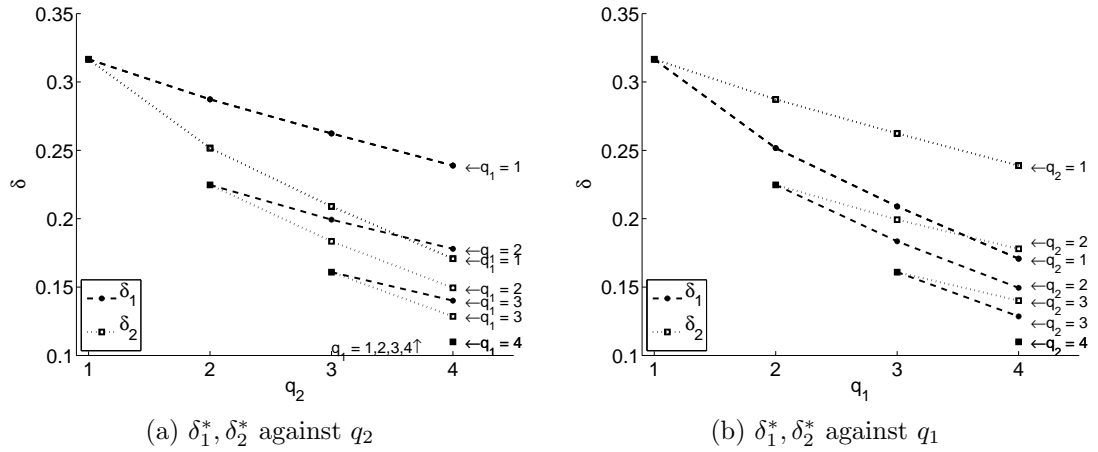 0.35
0.3
0.25
0.2
0.15
0.1
δ
1
2
3
4
q₂
←q₁ = 1
←q₁ = 2
←q₁ = 1
←q₁ = 2
←q₁ = 3
←q₁ = 3
←q₁ = 4
q₁ = 1,2,3,4↑
δ₁
δ₂
(a) δ₁*, δ₂* against q₂
0.35
0.3
0.25
0.2
0.15
0.1
δ
1
2
3
4
q₁
←q₂ = 1
←q₂ = 2
←q₂ = 1
←q₂ = 2
←q₂ = 3
←q₂ = 3
←q₂ = 4
δ₁
δ₂
(b) δ₁*, δ₂* against q₁